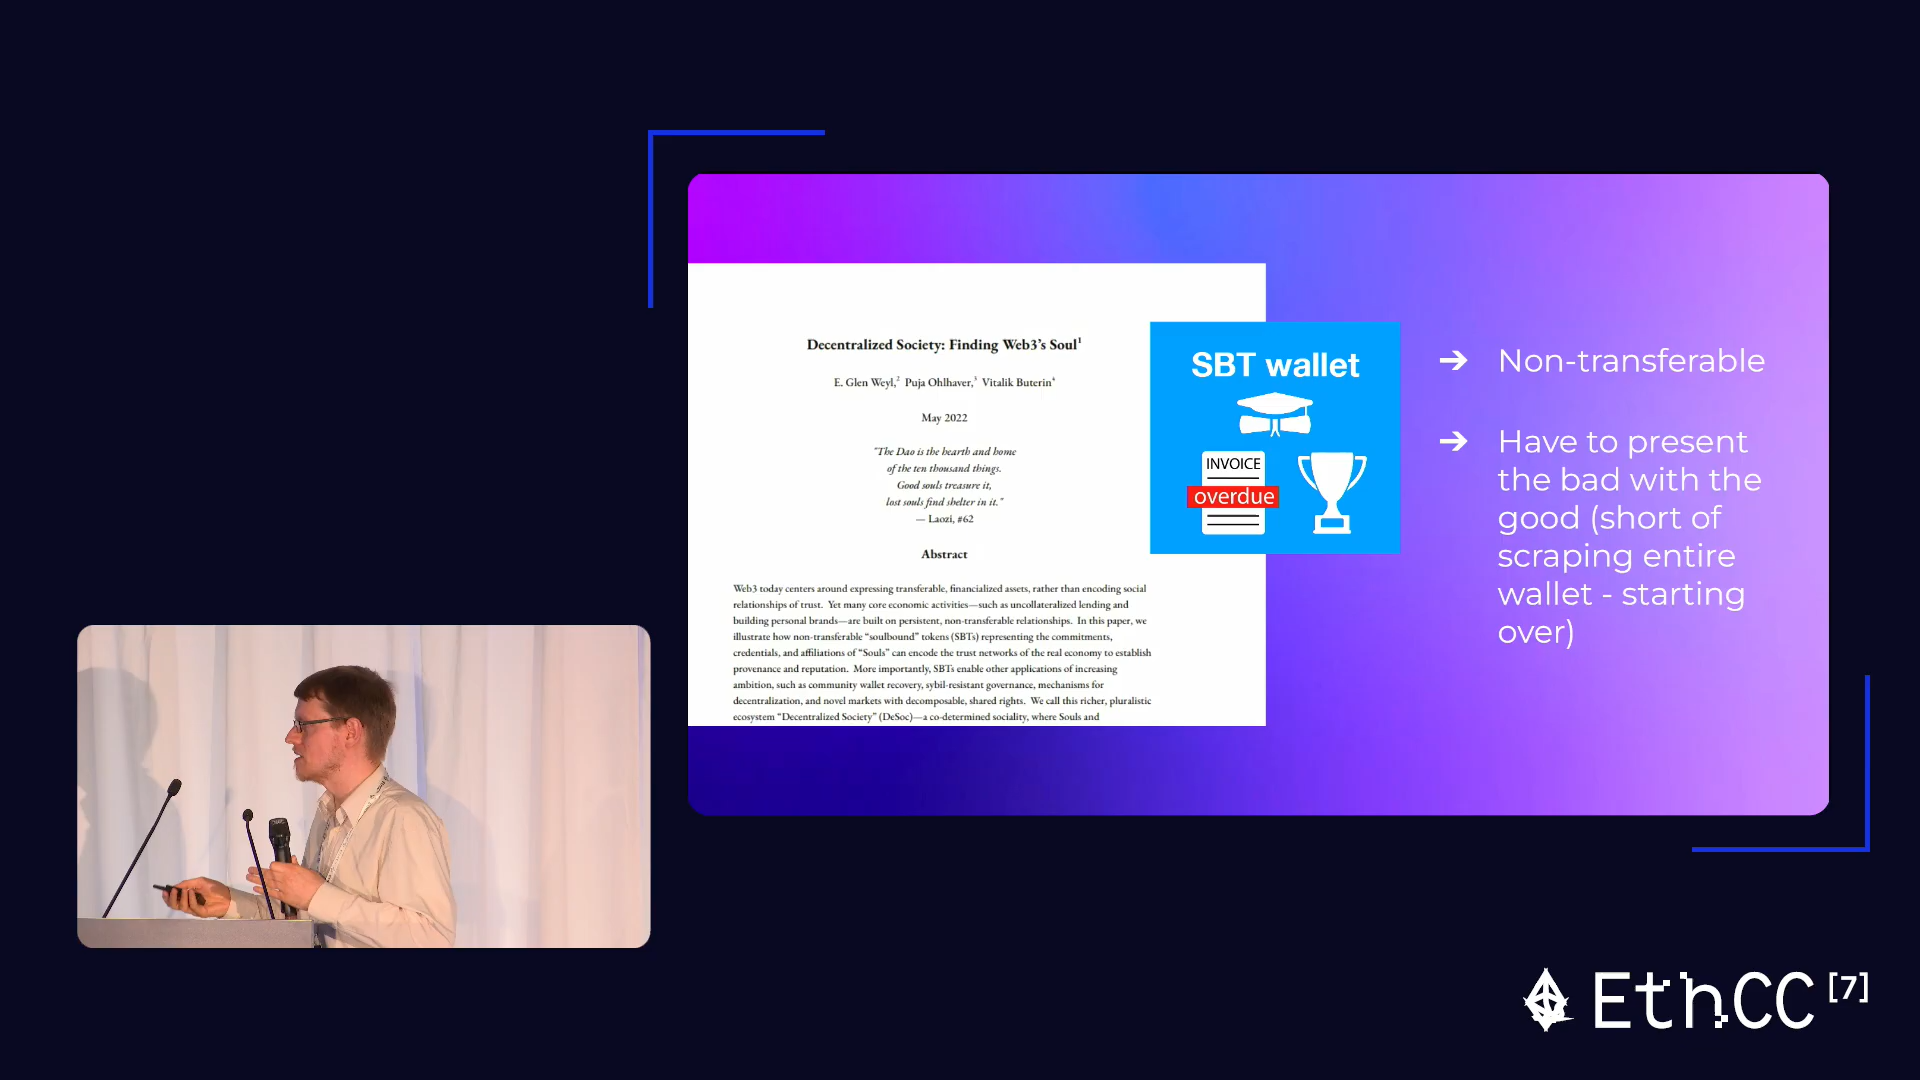 Decentralized Society: Finding Web3's Soul¹
E. Glen Weyl,² Puja Ohlhaver,³ Vitalik Buterin⁴
May 2022
"The Dao is the hearth and home
of the ten thousand things.
Good souls treasure it,
lost souls find shelter in it."
— Laozi, #62
Abstract
Web3 today centers around expressing transferable, financialized assets, rather than encoding social
relationships of trust. Yet many core economic activities—such as uncollateralized lending and
building personal brands—are built on persistent, non-transferable relationships. In this paper, we
illustrate how non-transferable “soulbound” tokens (SBTs) representing the commitments,
credentials, and affiliations of “Souls” can encode the trust networks of the real economy to establish
provenance and reputation. More importantly, SBTs enable other applications of increasing
ambition, such as community wallet recovery, sybil-resistant governance, mechanisms for
decentralization, and novel markets with decomposable, shared rights. We call this richer, pluralistic
ecosystem “Decentralized Society” (DeSoc)—a co-determined sociality, where Souls and
SBT wallet
INVOICE
overdue
➔ Non-transferable
➔ Have to present
the bad with the
good (short of
scraping entire
wallet - starting
over)
EthCC[7]